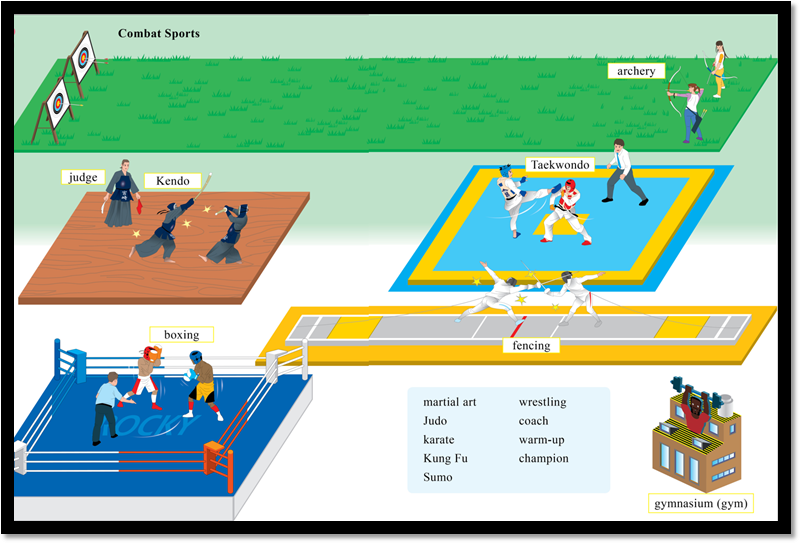 Combat Sports
archery
judge
Kendo
Taekwondo
boxing
fencing
ROCKY
martial art
Judo
karate
Kung Fu
Sumo
wrestling
coach
warm-up
champion
gymnasium (gym)